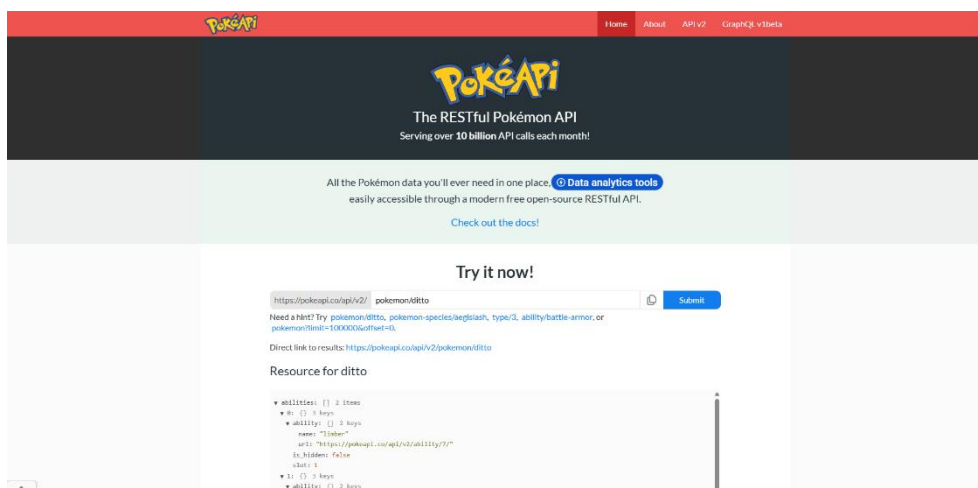 PokéAPI
Home About API v2 GraphQL v1beta
PokéAPI
The RESTful Pokémon API
Serving over 10 billion API calls each month!
All the Pokémon data you'll ever need in one place, Data analytics tools
easily accessible through a modern free open-source RESTful API.
Check out the docs!
Try it now!
https://pokeapi.co/api/v2/ pokemon/ditto Submit
Need a hint? Try pokemon/ditto, pokemon-species/aegislash, type/3, ability/battle-armor, or
pokemon?limit=100000&offset=0.
Direct link to results: https://pokeapi.co/api/v2/pokemon/ditto
Resource for ditto
abilities: [] 2 items
0: {} 3 keys
ability: {} 2 keys
name: "limber"
url: "https://pokeapi.co/api/v2/ability/7/"
is_hidden: false
slot: 1
1: {} 3 keys
ability: {} 2 keys